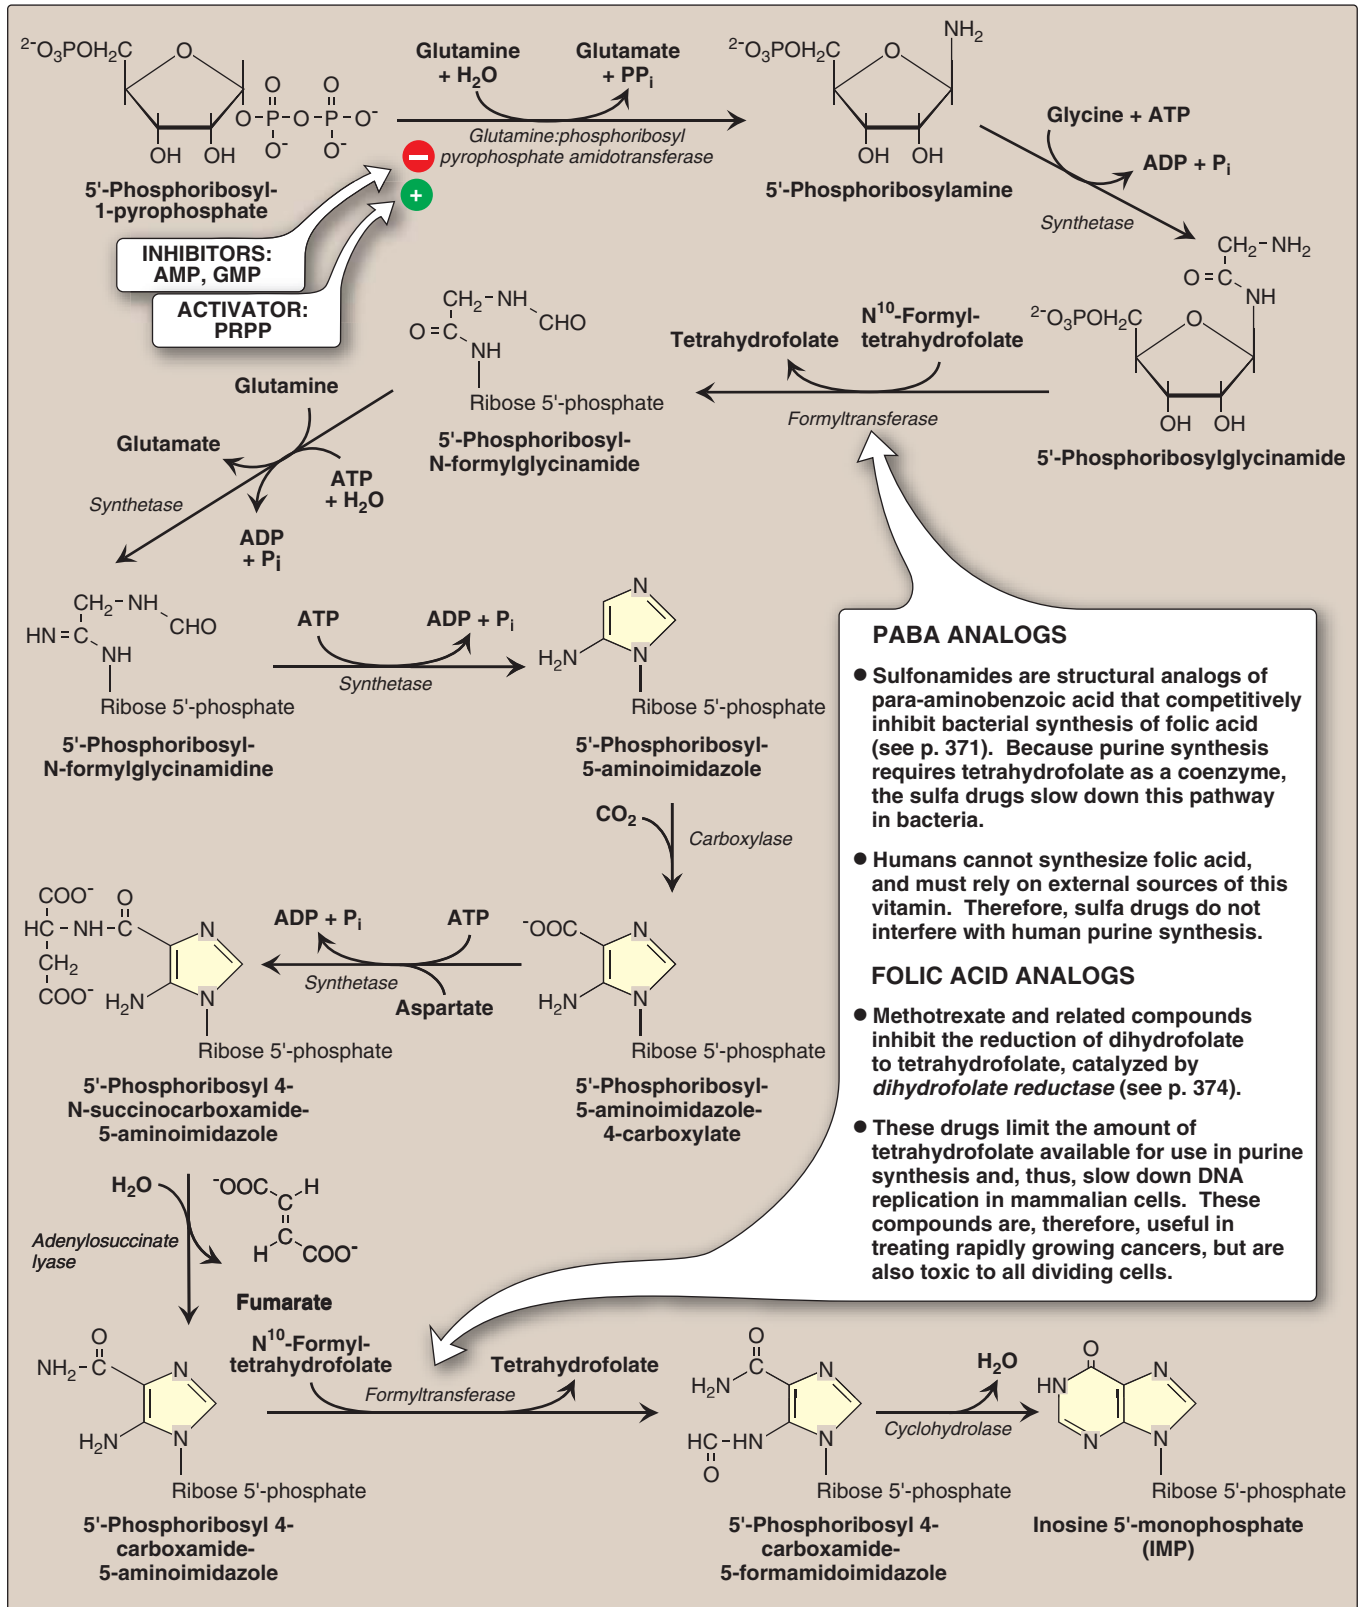 ²⁻O₃POH₂C
O
O
O
O-P-O-P-O⁻
O⁻
O⁻
OH
OH
5'-Phosphoribosyl-
1-pyrophosphate
Glutamine
+ H₂O
Glutamate
+ PPᵢ
Glutamine:phosphoribosyl
pyrophosphate amidotransferase
−
+
INHIBITORS:
AMP, GMP
ACTIVATOR:
PRPP
²⁻O₃POH₂C
O
NH₂
OH
OH
5'-Phosphoribosylamine
Glycine + ATP
ADP + Pᵢ
Synthetase
CH₂-NH₂
O=C
NH
²⁻O₃POH₂C
O
OH
OH
5'-Phosphoribosylglycinamide
N¹⁰-Formyl-
tetrahydrofolate
Tetrahydrofolate
Formyltransferase
CH₂-NH
CHO
O=C
NH
Ribose 5'-phosphate
5'-Phosphoribosyl-
N-formylglycinamide
Glutamine
Glutamate
ATP
+ H₂O
Synthetase
ADP
+ Pᵢ
CH₂-NH
CHO
HN=C
NH
Ribose 5'-phosphate
5'-Phosphoribosyl-
N-formylglycinamidine
ATP
ADP + Pᵢ
Synthetase
N
H₂N
N
Ribose 5'-phosphate
5'-Phosphoribosyl-
5-aminoimidazole
CO₂
Carboxylase
⁻OOC
N
H₂N
N
Ribose 5'-phosphate
5'-Phosphoribosyl-
5-aminoimidazole-
4-carboxylate
ADP + Pᵢ
ATP
Synthetase
Aspartate
COO⁻
O
HC-NH-C
N
CH₂
COO⁻
H₂N
N
Ribose 5'-phosphate
5'-Phosphoribosyl 4-
N-succinocarboxamide-
5-aminoimidazole
H₂O
⁻OOC
H
C
C
H
COO⁻
Adenylosuccinate
lyase
Fumarate
O
NH₂-C
N
H₂N
N
Ribose 5'-phosphate
5'-Phosphoribosyl 4-
carboxamide-
5-aminoimidazole
N¹⁰-Formyl-
tetrahydrofolate
Tetrahydrofolate
Formyltransferase
O
C
H₂N
N
HC-HN
O
N
Ribose 5'-phosphate
5'-Phosphoribosyl 4-
carboxamide-
5-formamidoimidazole
H₂O
Cyclohydrolase
O
HN
N
N
N
Ribose 5'-phosphate
Inosine 5'-monophosphate
(IMP)
PABA ANALOGS
● Sulfonamides are structural analogs of
para-aminobenzoic acid that competitively
inhibit bacterial synthesis of folic acid
(see p. 371). Because purine synthesis
requires tetrahydrofolate as a coenzyme,
the sulfa drugs slow down this pathway
in bacteria.
● Humans cannot synthesize folic acid,
and must rely on external sources of this
vitamin. Therefore, sulfa drugs do not
interfere with human purine synthesis.
FOLIC ACID ANALOGS
● Methotrexate and related compounds
inhibit the reduction of dihydrofolate
to tetrahydrofolate, catalyzed by
dihydrofolate reductase (see p. 374).
● These drugs limit the amount of
tetrahydrofolate available for use in purine
synthesis and, thus, slow down DNA
replication in mammalian cells. These
compounds are, therefore, useful in
treating rapidly growing cancers, but are
also toxic to all dividing cells.